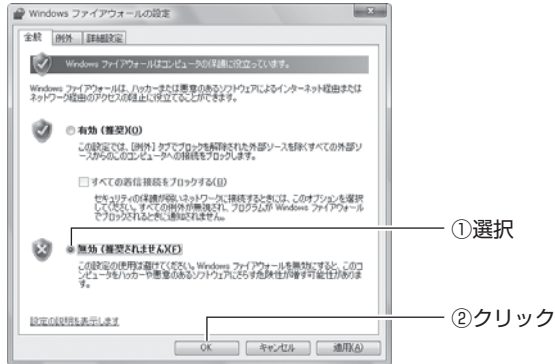 Windows ファイアウォールの設定
全般 例外 詳細設定
Windows ファイアウォールはコンピュータの保護に役立っています。
Windows ファイアウォールは、ハッカーまたは悪意のあるソフトウェアによるインターネット経由または
ネットワーク経由のアクセスの阻止に役立てることができます。
有効 (推奨)(O)
この設定では、[例外] タブでブロックを解除された外部ソースを除くすべての外部ソ
ースからのこのコンピュータへの接続をブロックします。
すべての着信接続をブロックする(B)
セキュリティの保護が弱いネットワークに接続するときには、このオプションを選択
してください。すべての例外が無視され、プログラムが Windows ファイアウォール
でブロックされるときに通知されません。
①選択
無効 (推奨されません)(F)
この設定の使用は避けてください。Windows ファイアウォールを無効にすると、このコ
ンピュータをハッカーや悪意のあるソフトウェアにさらす危険性が増す可能性がありま
す。
設定の説明を表示します
②クリック
OK キャンセル 適用(A)